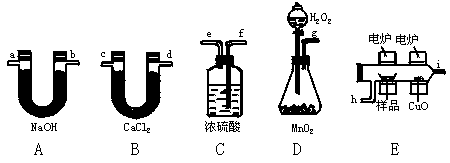 H₂O₂
电炉 电炉
a b c d e f g i
h 样品 CuO
NaOH CaCl₂ 浓硫酸 MnO₂
A B C D E